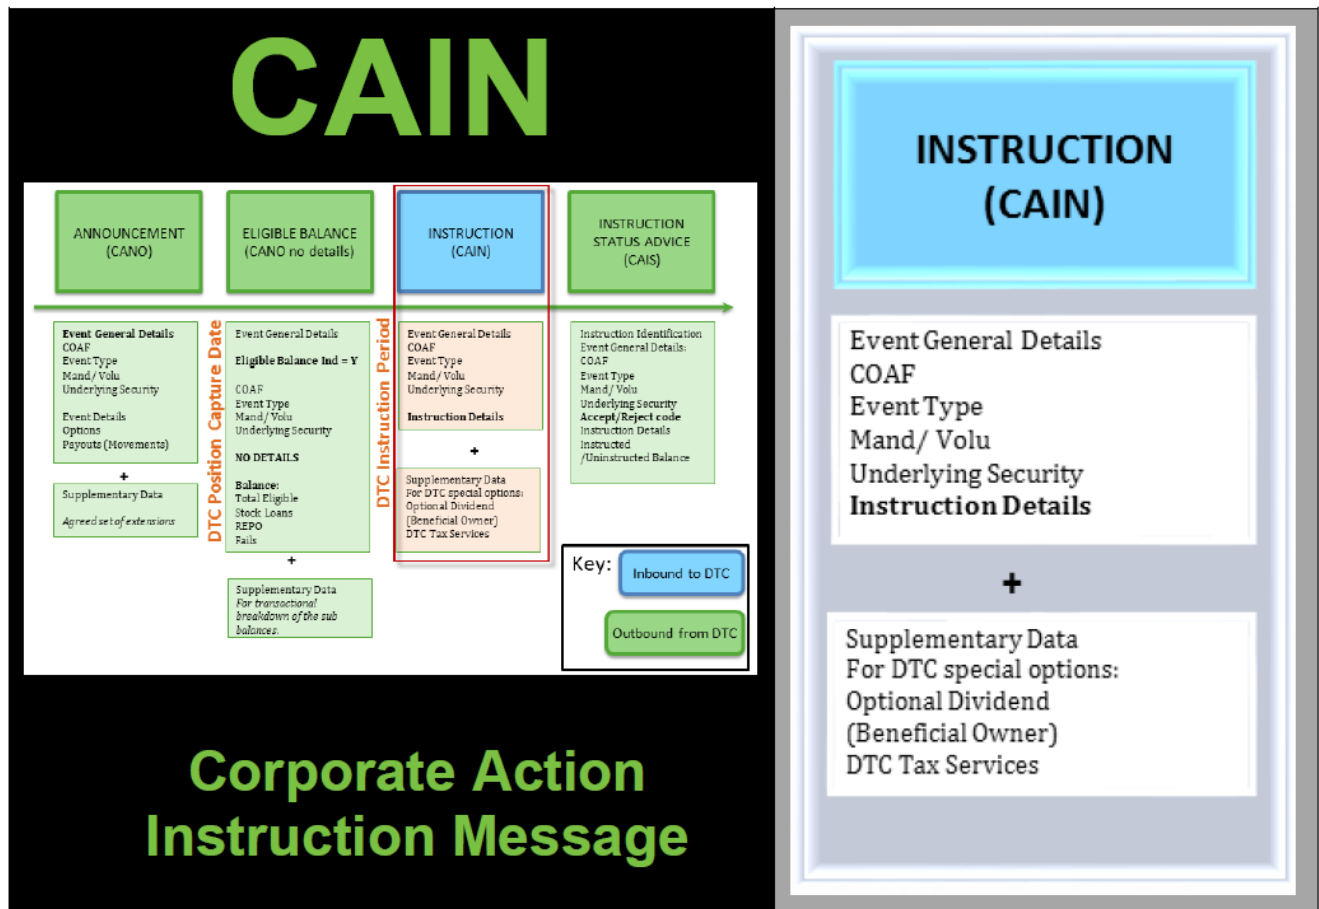 CAIN
ANNOUNCEMENT
(CANO)
ELIGIBLE BALANCE
(CANO no details)
INSTRUCTION
(CAIN)
INSTRUCTION
STATUS ADVICE
(CAIS)
Event General Details
COAF
Event Type
Mand/ Volu
Underlying Security
Event Details
Options
Payouts (Movements)
+
Supplementary Data
Agreed set of extensions
DTC Position Capture Date
Event General Details
Eligible Balance Ind = Y
COAF
Event Type
Mand/ Volu
Underlying Security
NO DETAILS
Balance:
Total Eligible
Stock Loans
REPO
Fails
+
Supplementary Data
For transactional
breakdown of the sub
balances.
DTC Instruction Period
Event General Details
COAF
Event Type
Mand/ Volu
Underlying Security
Instruction Details
+
Supplementary Data
For DTC special options:
Optional Dividend
(Beneficial Owner)
DTC Tax Services
Instruction Identification
Event General Details:
COAF
Event Type
Mand/ Volu
Underlying Security
Accept/Reject code
Instruction Details
Instructed
/Uninstructed Balance
Key:
Inbound to DTC
Outbound from DTC
Corporate Action
Instruction Message
INSTRUCTION
(CAIN)
Event General Details
COAF
Event Type
Mand/ Volu
Underlying Security
Instruction Details
+
Supplementary Data
For DTC special options:
Optional Dividend
(Beneficial Owner)
DTC Tax Services